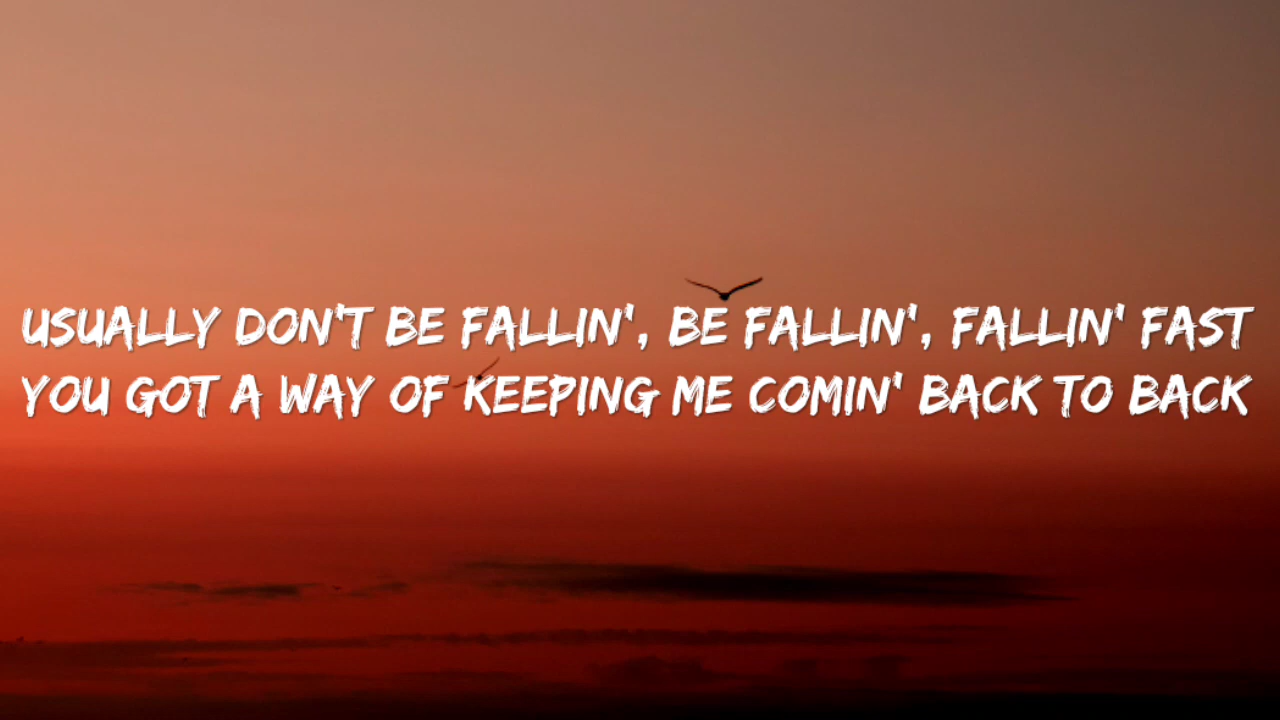 USUALLY DON'T BE FALLIN', BE FALLIN', FALLIN' FAST
YOU GOT A WAY OF KEEPING ME COMIN' BACK TO BACK